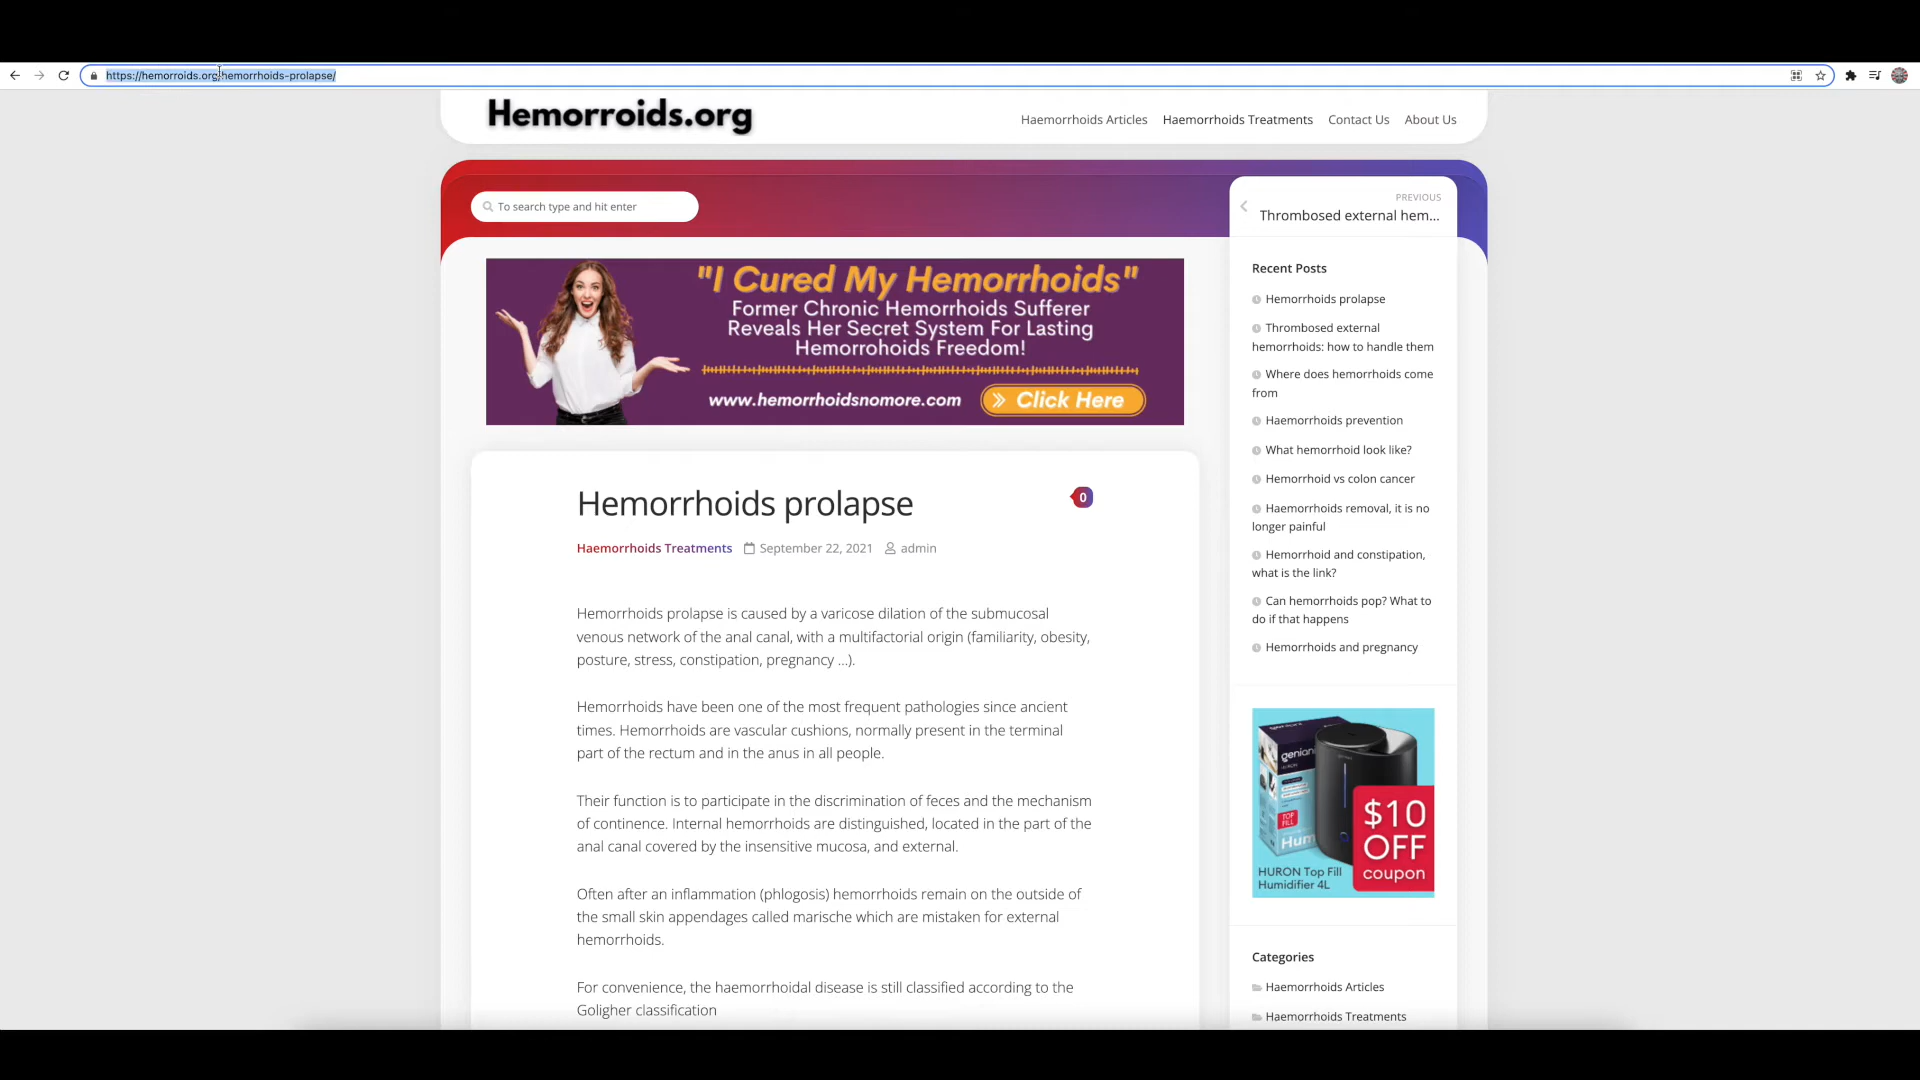 https://hemorroids.org/hemorrhoids-prolapse/
Hemorroids.org
Haemorrhoids Articles
Haemorrhoids Treatments
Contact Us
About Us
To search type and hit enter
PREVIOUS
Thrombosed external hem...
"I Cured My Hemorrhoids"
Former Chronic Hemorrhoids Sufferer
Reveals Her Secret System For Lasting
Hemorrohoids Freedom!
www.hemorrhoidsnomore.com
Click Here
Hemorrhoids prolapse
0
Haemorrhoids Treatments
September 22, 2021
admin
Hemorrhoids prolapse is caused by a varicose dilation of the submucosal
venous network of the anal canal, with a multifactorial origin (familiarity, obesity,
posture, stress, constipation, pregnancy ...).
Hemorrhoids have been one of the most frequent pathologies since ancient
times. Hemorrhoids are vascular cushions, normally present in the terminal
part of the rectum and in the anus in all people.
Their function is to participate in the discrimination of feces and the mechanism
of continence. Internal hemorrhoids are distinguished, located in the part of the
anal canal covered by the insensitive mucosa, and external.
Often after an inflammation (phlogosis) hemorrhoids remain on the outside of
the small skin appendages called marische which are mistaken for external
hemorrhoids.
For convenience, the haemorrhoidal disease is still classified according to the
Goligher classification
Recent Posts
Hemorrhoids prolapse
Thrombosed external
hemorrhoids: how to handle them
Where does hemorrhoids come
from
Haemorrhoids prevention
What hemorrhoid look like?
Hemorrhoid vs colon cancer
Haemorrhoids removal, it is no
longer painful
Hemorrhoid and constipation,
what is the link?
Can hemorrhoids pop? What to
do if that happens
Hemorrhoids and pregnancy
TOP
FILL
$10
OFF
coupon
HURON Top Fill
Humidifier 4L
Categories
Haemorrhoids Articles
Haemorrhoids Treatments